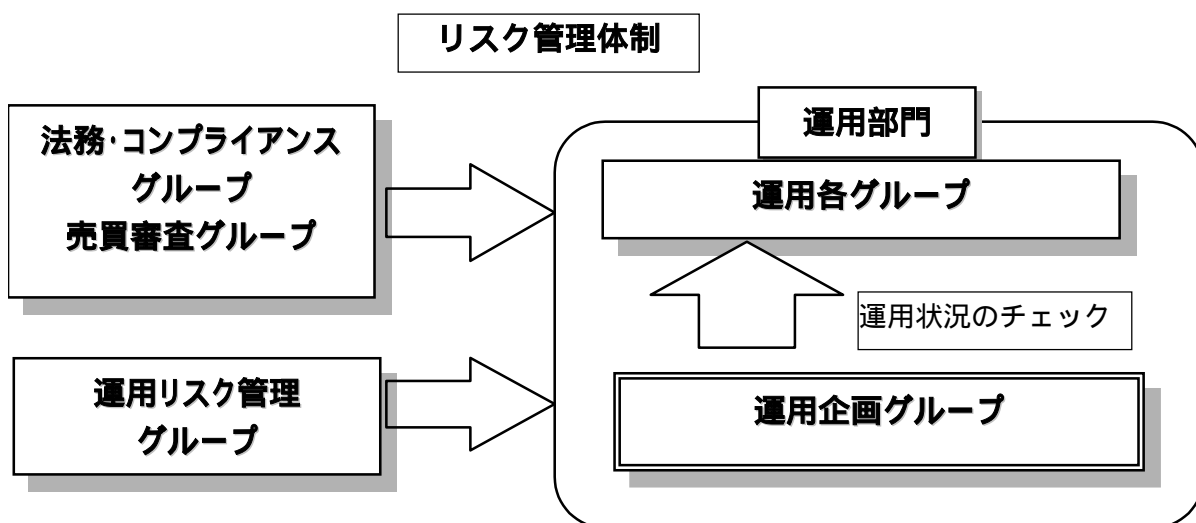 リスク管理体制
法務・コンプライアンス
グループ
売買審査グループ
運用リスク管理
グループ
運用部門
運用各グループ
運用状況のチェック
運用企画グループ